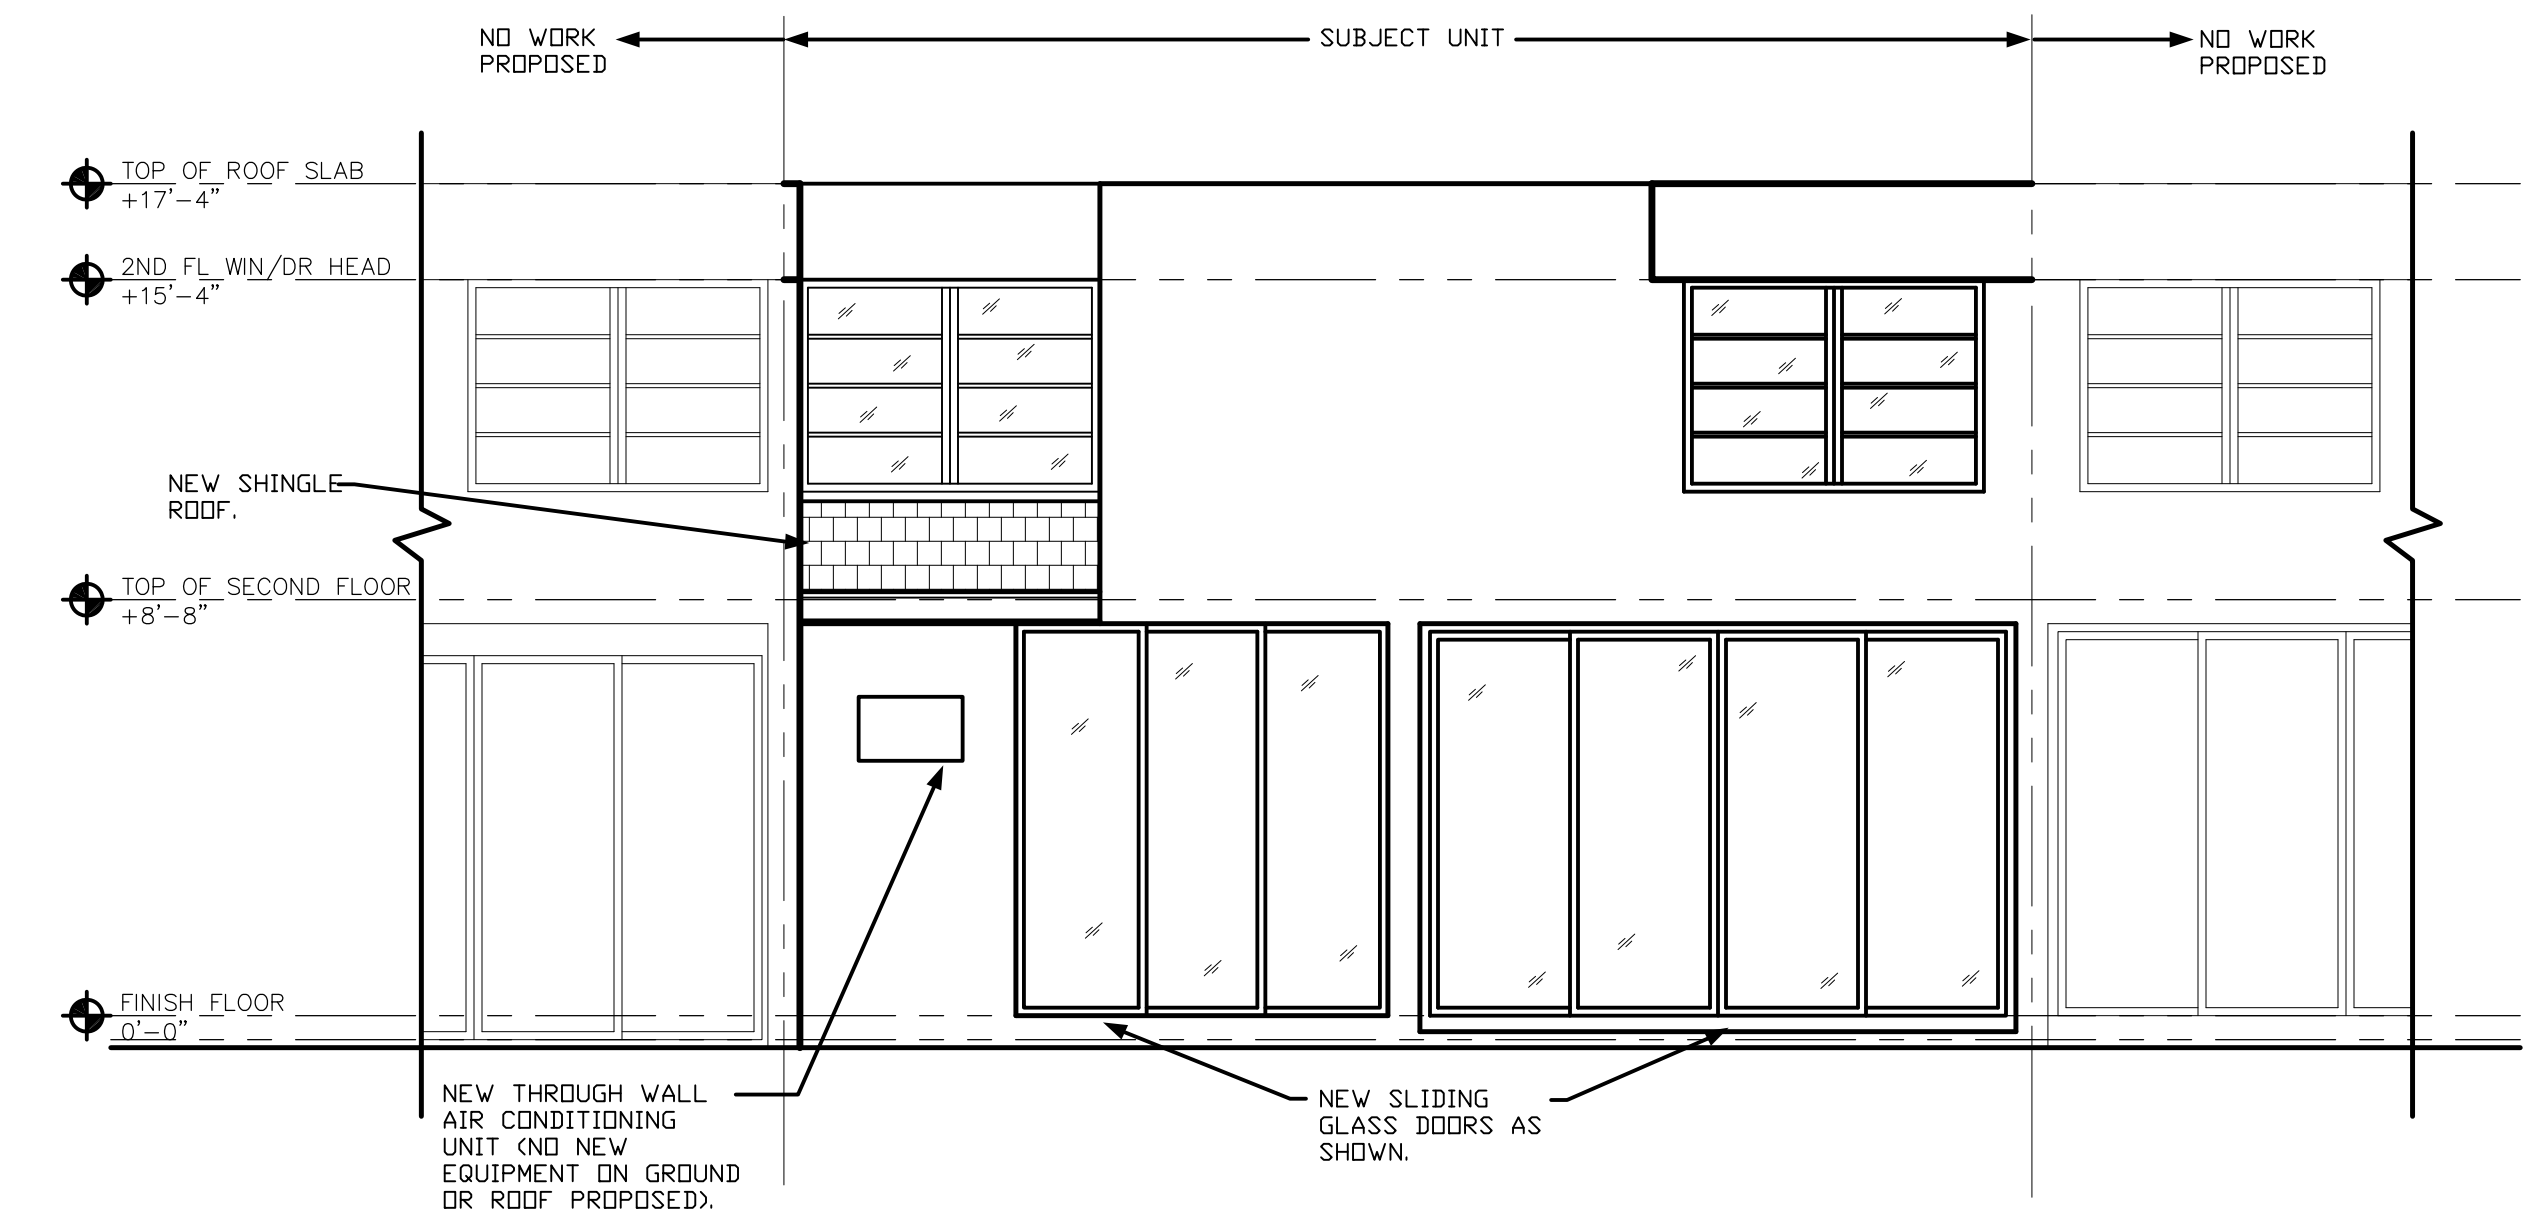 NO WORK
PROPOSED
SUBJECT UNIT
NO WORK
PROPOSED
TOP OF ROOF SLAB
+17'-4"
2ND FL WIN/DR HEAD
+15'-4"
NEW SHINGLE
ROOF.
TOP OF SECOND FLOOR
+8'-8"
FINISH FLOOR
0'-0"
NEW THROUGH WALL
AIR CONDITIONING
UNIT (NO NEW
EQUIPMENT ON GROUND
OR ROOF PROPOSED).
NEW SLIDING
GLASS DOORS AS
SHOWN.